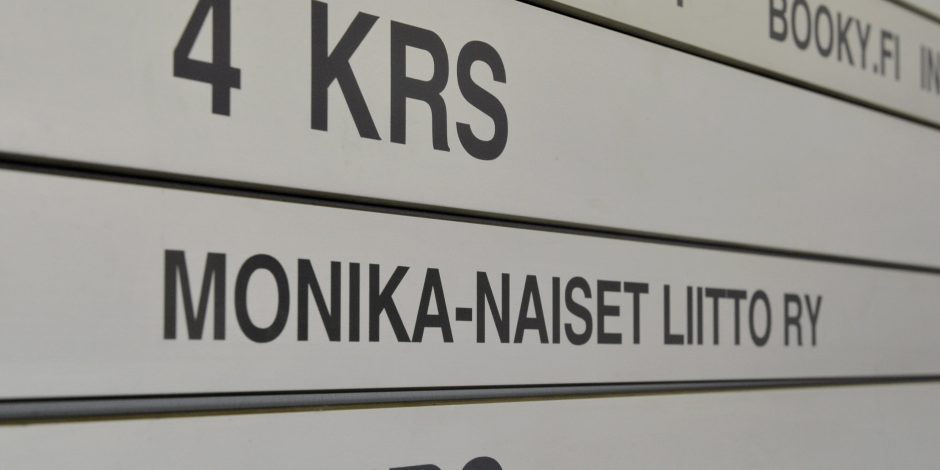 BOOKY.FI
4 KRS
MONIKA-NAISET LIITTO RY